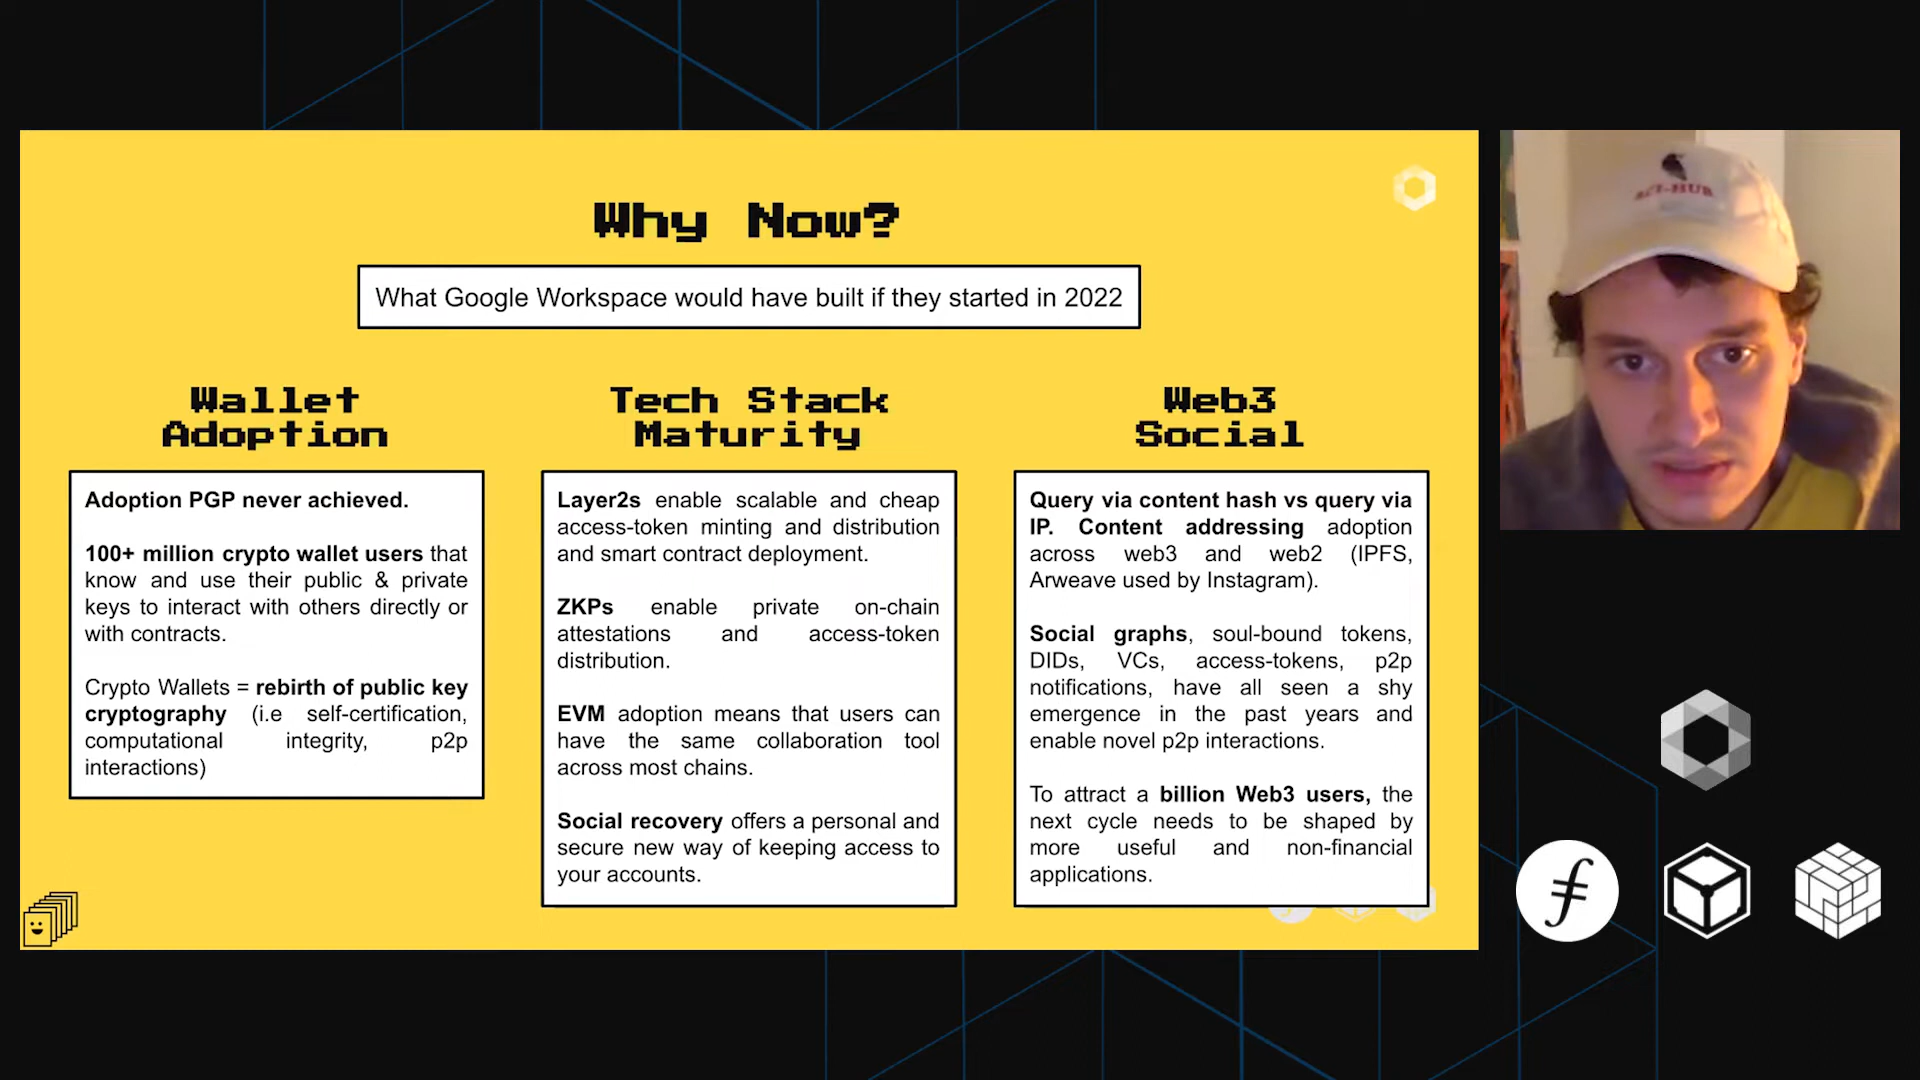 Why Now?
What Google Workspace would have built if they started in 2022
Wallet
Adoption
Adoption PGP never achieved.
100+ million crypto wallet users that
know and use their public & private
keys to interact with others directly or
with contracts.
Crypto Wallets = rebirth of public key
cryptography (i.e self-certification,
computational integrity, p2p
interactions)
Tech Stack
Maturity
Layer2s enable scalable and cheap
access-token minting and distribution
and smart contract deployment.
ZKPs enable private on-chain
attestations and access-token
distribution.
EVM adoption means that users can
have the same collaboration tool
across most chains.
Social recovery offers a personal and
secure new way of keeping access to
your accounts.
Web3
Social
Query via content hash vs query via
IP. Content addressing adoption
across web3 and web2 (IPFS,
Arweave used by Instagram).
Social graphs, soul-bound tokens,
DIDs, VCs, access-tokens, p2p
notifications, have all seen a shy
emergence in the past years and
enable novel p2p interactions.
To attract a billion Web3 users, the
next cycle needs to be shaped by
more useful and non-financial
applications.
SCI-HUB